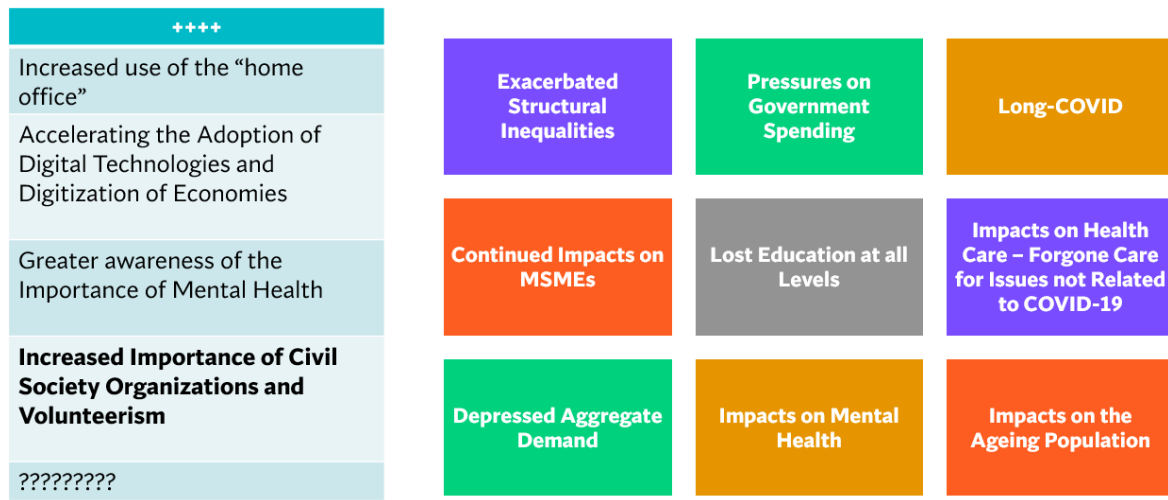 ++++
Increased use of the “home
office”
Accelerating the Adoption of
Digital Technologies and
Digitization of Economies
Greater awareness of the
Importance of Mental Health
Increased Importance of Civil
Society Organizations and
Volunteerism
?????????
Exacerbated
Structural
Inequalities
Pressures on
Government
Spending
Long-COVID
Continued Impacts on
MSMEs
Lost Education at all
Levels
Impacts on Health
Care – Forgone Care
for Issues not Related
to COVID-19
Depressed Aggregate
Demand
Impacts on Mental
Health
Impacts on the
Ageing Population